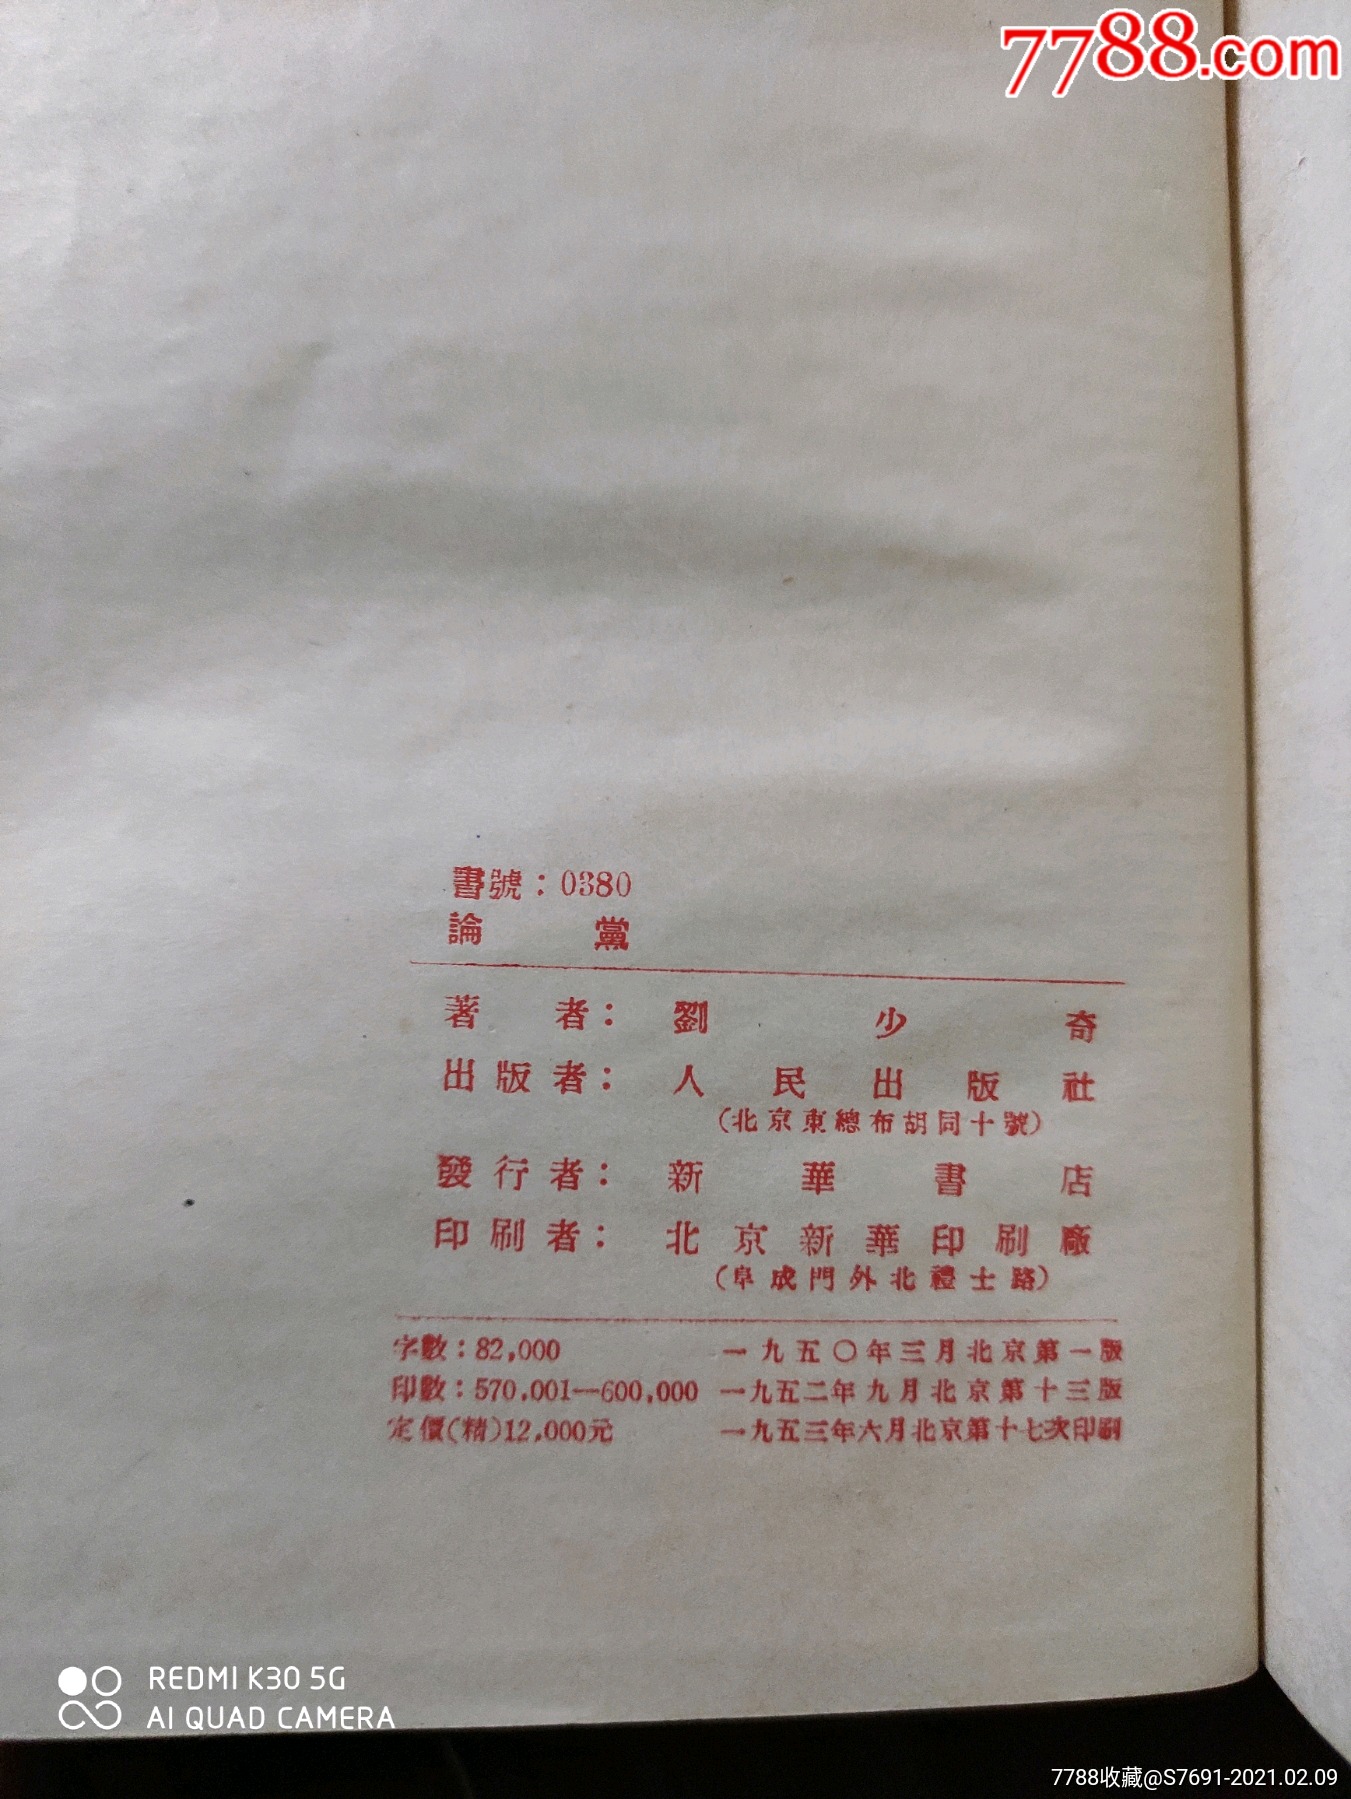 7788.com
書號：0380
論黨
著者：劉少奇
出版者：人民出版社
（北京東總布胡同十號）
發行者：新華書店
印刷者：北京新華印刷廠
（阜成門外北禮士路）
字數：82,000 一九五〇年三月北京第一版
印數：570,001—600,000 一九五二年九月北京第十三版
定價（精）12,000元 一九五三年六月北京第十七次印刷
REDMI K30 5G
AI QUAD CAMERA
7788收藏@S7691-2021.02.09